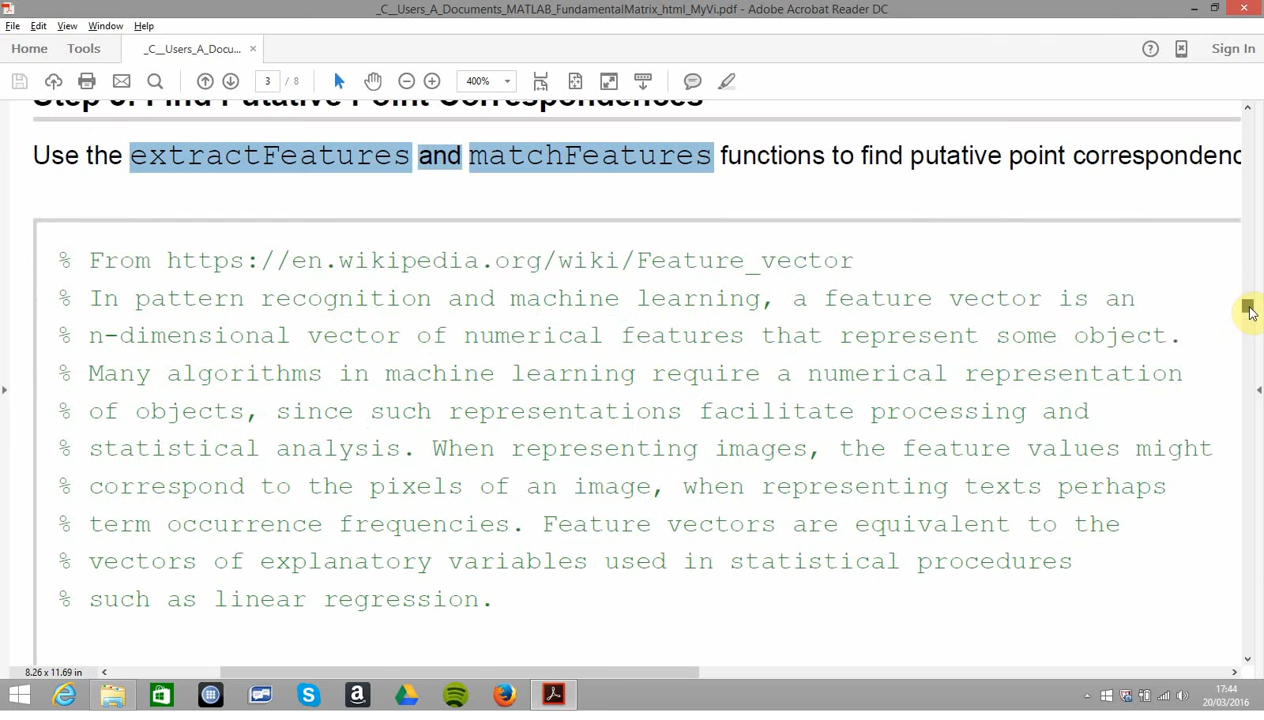 _C__Users_A_Documents_MATLAB_FundamentalMatrix_html_MyVi.pdf - Adobe Acrobat Reader DC
File Edit View Window Help
Home Tools _C__Users_A_Docu... × Sign In
3 / 8 400%
Find Putative Point Correspondences
Use the extractFeatures and matchFeatures functions to find putative point correspondenc
% From https://en.wikipedia.org/wiki/Feature_vector
% In pattern recognition and machine learning, a feature vector is an
% n-dimensional vector of numerical features that represent some object.
% Many algorithms in machine learning require a numerical representation
% of objects, since such representations facilitate processing and
% statistical analysis. When representing images, the feature values might
% correspond to the pixels of an image, when representing texts perhaps
% term occurrence frequencies. Feature vectors are equivalent to the
% vectors of explanatory variables used in statistical procedures
% such as linear regression.
8.26 x 11.69 in
17:44
20/03/2016